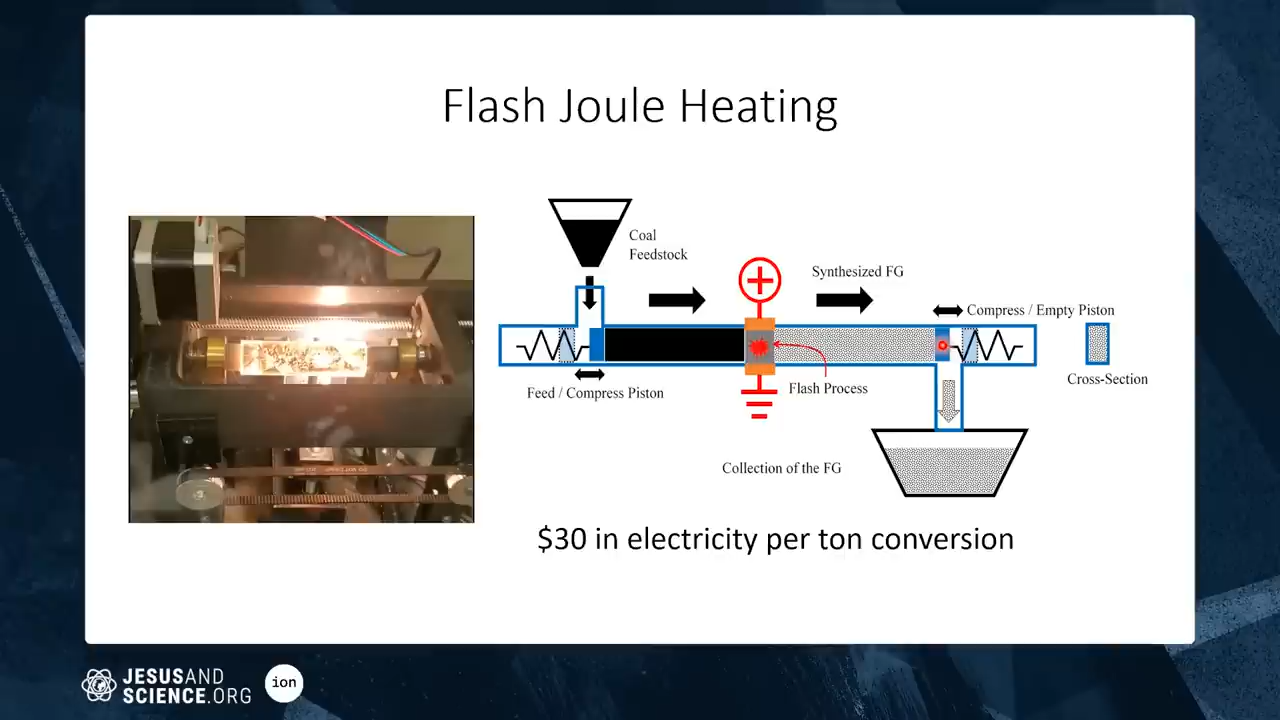 Flash Joule Heating
Coal
Feedstock
Synthesized FG
Compress / Empty Piston
Feed / Compress Piston
Flash Process
Cross-Section
Collection of the FG
$30 in electricity per ton conversion
JESUSAND
SCIENCE.ORG
ion